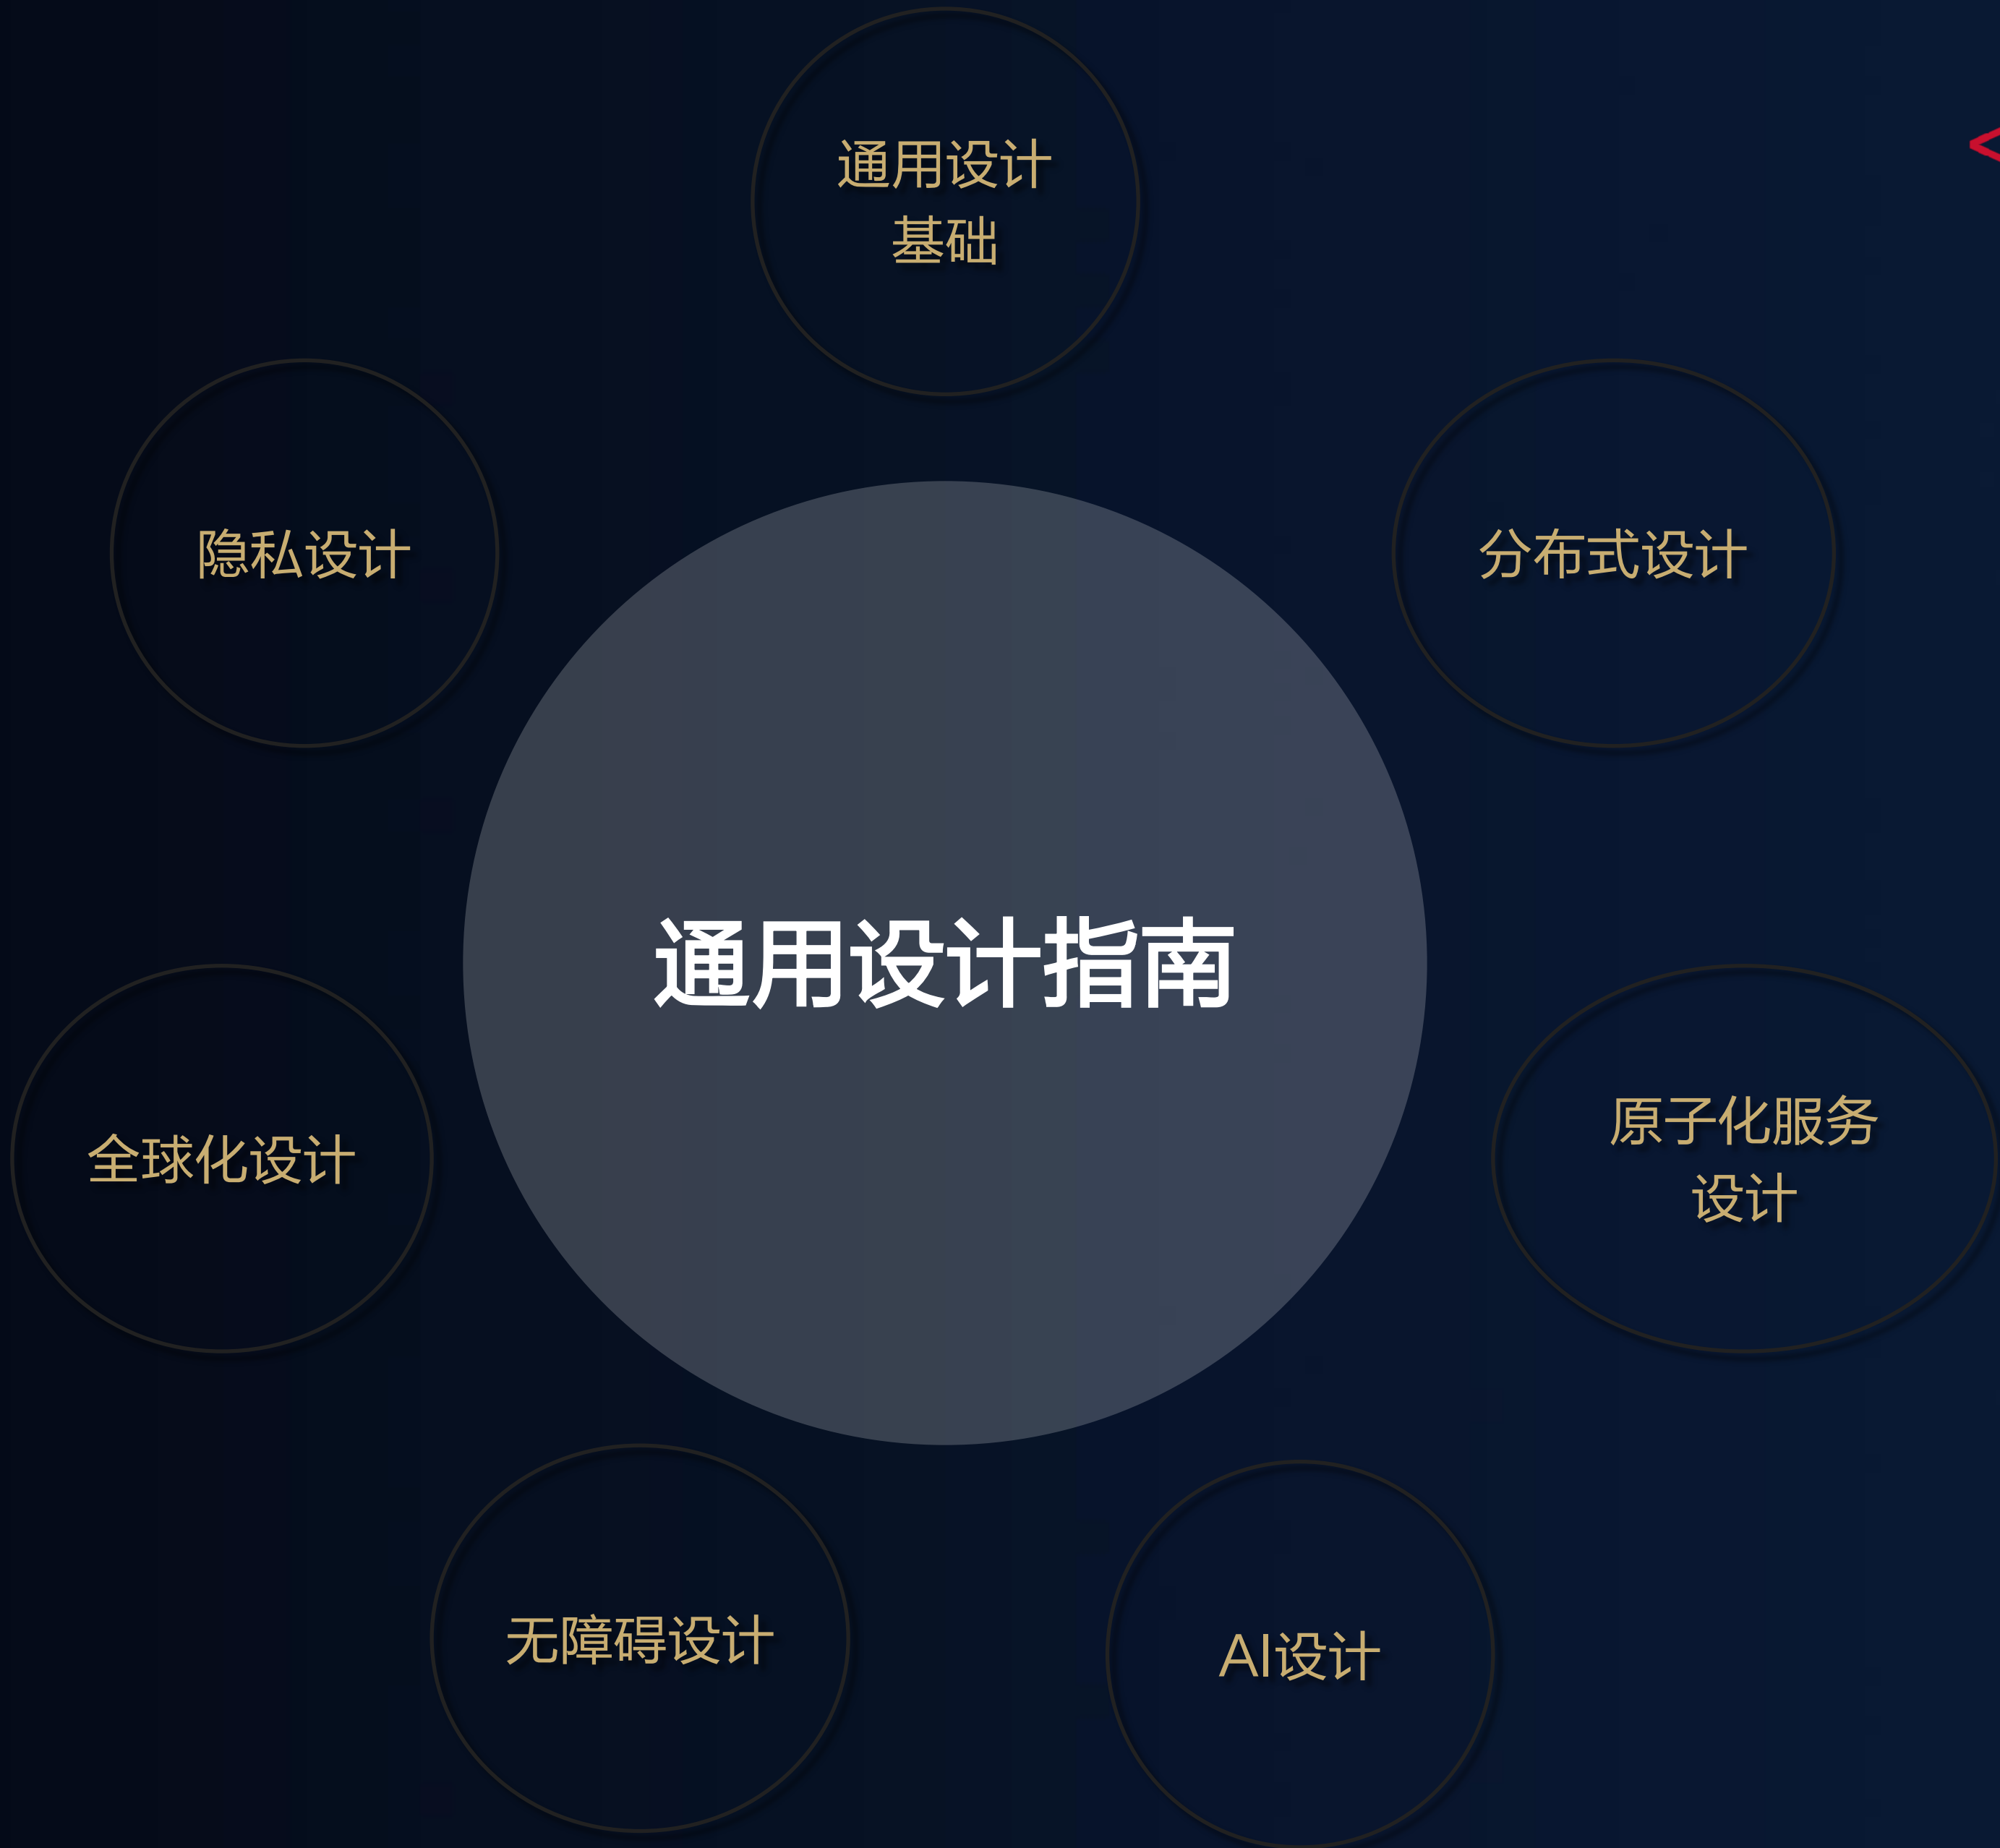 通用设计
基础
<
隐私设计
分布式设计
通用设计指南
全球化设计
原子化服务
设计
无障碍设计
AI设计